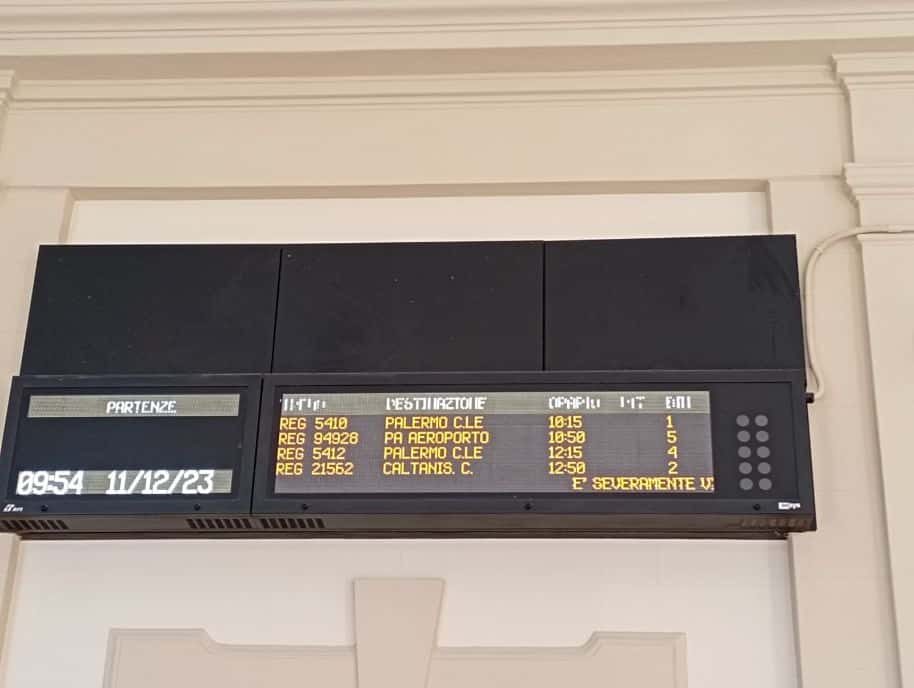 PARTENZE
09:54 11/12/23
DESTINAZIONE
REG 5410 PALERMO C.LE 10:15 1
REG 94928 PA AEROPORTO 10:50 5
REG 5412 PALERMO C.LE 12:15 4
REG 21562 CALTANIS. C. 12:50 2
E' SEVERAMENTE V